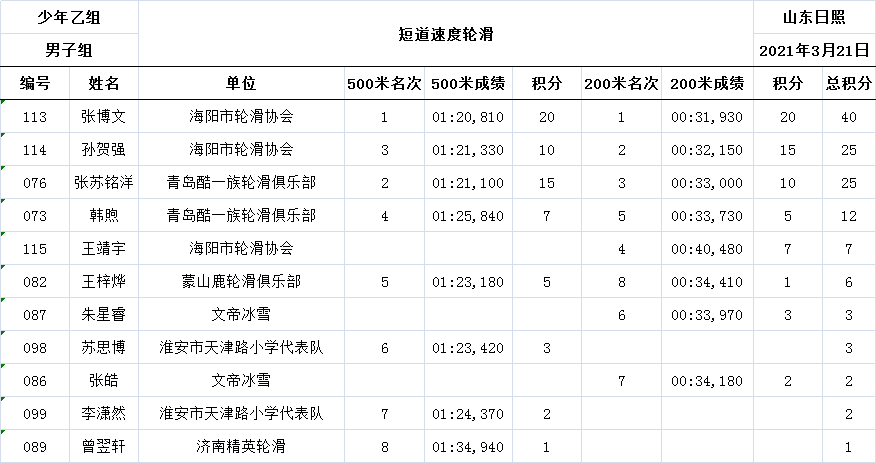 少年乙组 短道速度轮滑 山东日照
男子组 2021年3月21日
编号 姓名 单位 500米名次 500米成绩 积分 200米名次 200米成绩 积分 总积分
113 张博文 海阳市轮滑协会 1 01:20,810 20 1 00:31,930 20 40
114 孙贺强 海阳市轮滑协会 3 01:21,330 10 2 00:32,150 15 25
076 张苏铭洋 青岛酷一族轮滑俱乐部 2 01:21,100 15 3 00:33,000 10 25
073 韩煦 青岛酷一族轮滑俱乐部 4 01:25,840 7 5 00:33,730 5 12
115 王靖宇 海阳市轮滑协会 4 00:40,480 7 7
082 王梓烨 蒙山鹿轮滑俱乐部 5 01:23,180 5 8 00:34,410 1 6
087 朱星睿 文帝冰雪 6 00:33,970 3 3
098 苏思博 淮安市天津路小学代表队 6 01:23,420 3 3
086 张皓 文帝冰雪 7 00:34,180 2 2
099 李潇然 淮安市天津路小学代表队 7 01:24,370 2 2
089 曾翌轩 济南精英轮滑 8 01:34,940 1 1